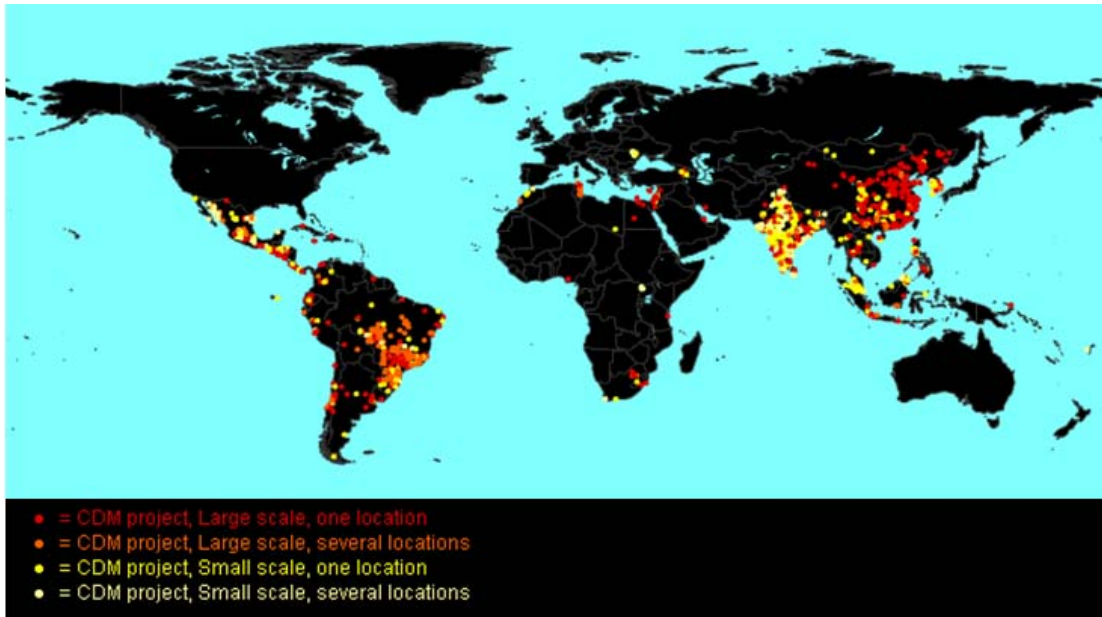 = CDM project, Large scale, one location
= CDM project, Large scale, several locations
= CDM project, Small scale, one location
= CDM project, Small scale, several locations